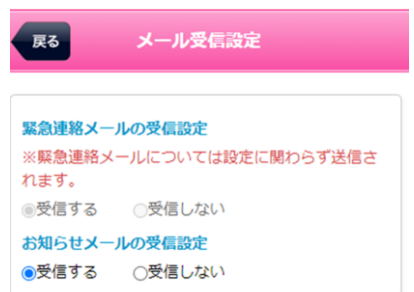 戻る
メール受信設定
緊急連絡メールの受信設定
※緊急連絡メールについては設定に関わらず送信さ
れます。
受信する 受信しない
お知らせメールの受信設定
受信する 受信しない